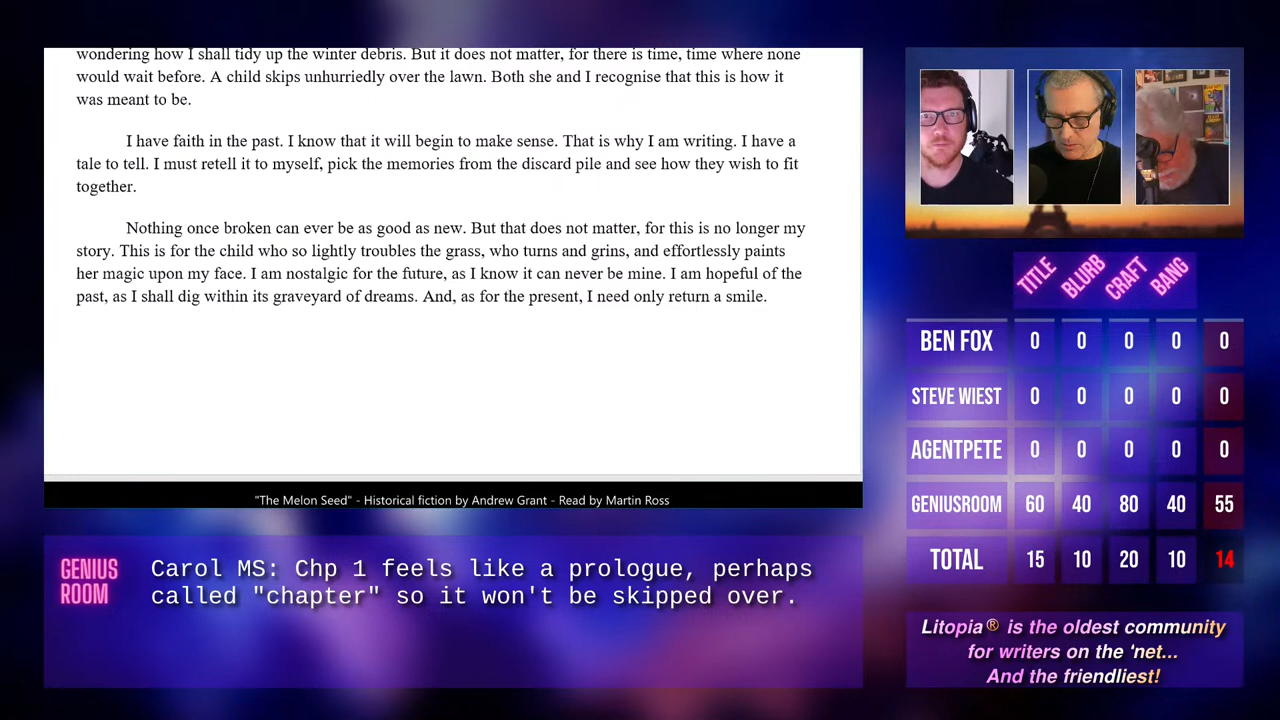 wondering how I shall tidy up the winter debris. But it does not matter, for there is time, time where none
would wait before. A child skips unhurriedly over the lawn. Both she and I recognise that this is how it
was meant to be.
I have faith in the past. I know that it will begin to make sense. That is why I am writing. I have a
tale to tell. I must retell it to myself, pick the memories from the discard pile and see how they wish to fit
together.
Nothing once broken can ever be as good as new. But that does not matter, for this is no longer my
story. This is for the child who so lightly troubles the grass, who turns and grins, and effortlessly paints
her magic upon my face. I am nostalgic for the future, as I know it can never be mine. I am hopeful of the
past, as I shall dig within its graveyard of dreams. And, as for the present, I need only return a smile.
"The Melon Seed" - Historical fiction by Andrew Grant - Read by Martin Ross
GENIUS
ROOM
Carol MS: Chp 1 feels like a prologue, perhaps
called "chapter" so it won't be skipped over.
TITLE BLURB CRAFT BANG
BEN FOX 0 0 0 0 0
STEVE WIEST 0 0 0 0 0
AGENTPETE 0 0 0 0 0
GENIUSROOM 60 40 80 40 55
TOTAL 15 10 20 10 14
Litopia® is the oldest community
for writers on the 'net...
And the friendliest!